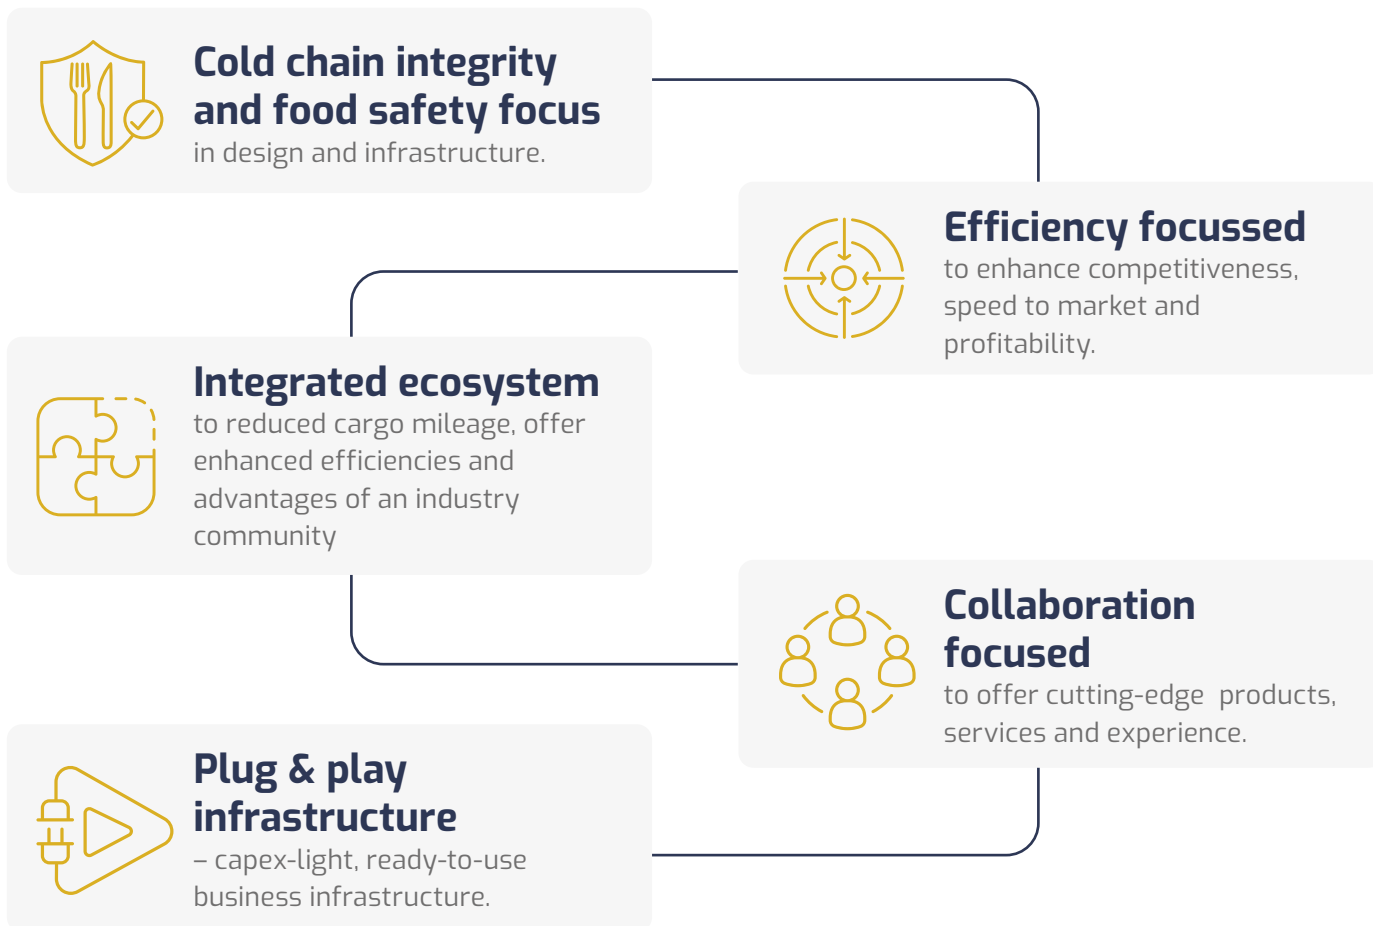 Cold chain integrity
and food safety focus
in design and infrastructure.
Efficiency focussed
to enhance competitiveness,
speed to market and
profitability.
Integrated ecosystem
to reduced cargo mileage, offer
enhanced efficiencies and
advantages of an industry
community
Collaboration
focused
to offer cutting-edge  products,
services and experience.
Plug & play
infrastructure
– capex-light, ready-to-use
business infrastructure.